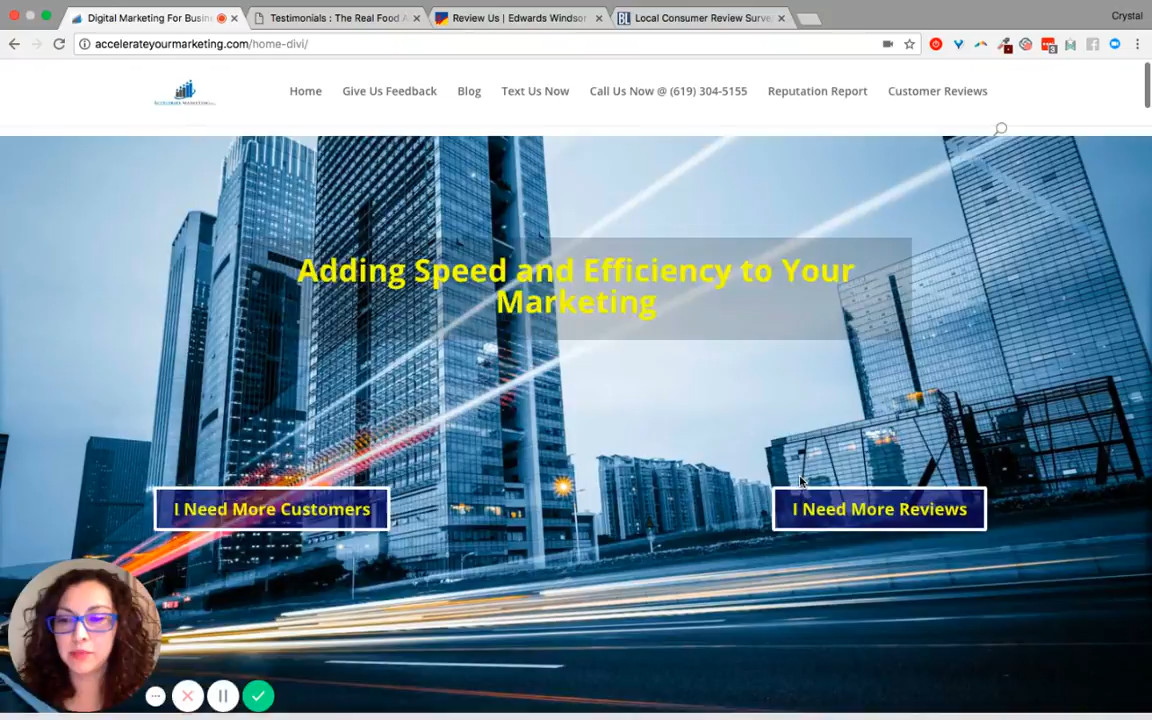 Digital Marketing For Busin
Testimonials : The Real Food A
Review Us | Edwards Windsor
BL Local Consumer Review Surve
Crystal
accelerateyourmarketing.com/home-divi/
3
Home
Give Us Feedback
Blog
Text Us Now
Call Us Now @ (619) 304-5155
Reputation Report
Customer Reviews
Adding Speed and Efficiency to Your
Marketing
I Need More Customers
I Need More Reviews